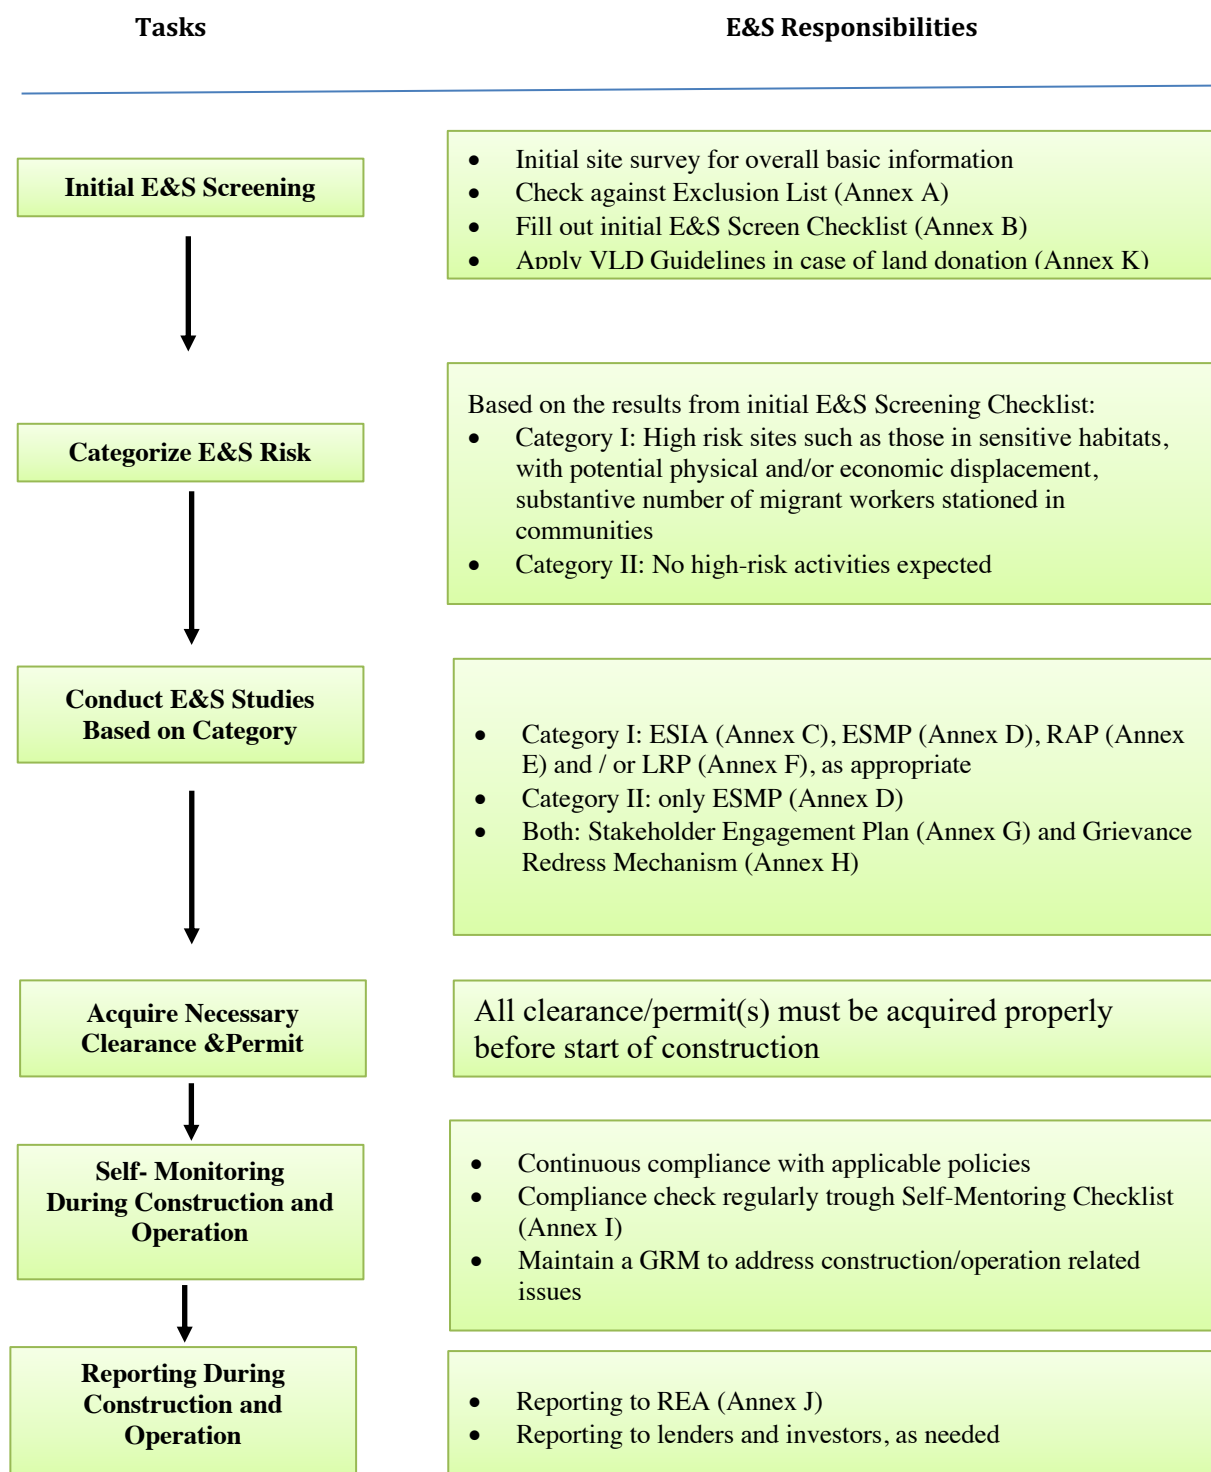 Tasks
E&S Responsibilities
Initial E&S Screening
• Initial site survey for overall basic information
• Check against Exclusion List (Annex A)
• Fill out initial E&S Screen Checklist (Annex B)
• Apply VLD Guidelines in case of land donation (Annex K)
Categorize E&S Risk
Based on the results from initial E&S Screening Checklist:
• Category I: High risk sites such as those in sensitive habitats,
with potential physical and/or economic displacement,
substantive number of migrant workers stationed in
communities
• Category II: No high-risk activities expected
Conduct E&S Studies
Based on Category
• Category I: ESIA (Annex C), ESMP (Annex D), RAP (Annex
E) and / or LRP (Annex F), as appropriate
• Category II: only ESMP (Annex D)
• Both: Stakeholder Engagement Plan (Annex G) and Grievance
Redress Mechanism (Annex H)
Acquire Necessary
Clearance &Permit
All clearance/permit(s) must be acquired properly
before start of construction
Self- Monitoring
During Construction and
Operation
• Continuous compliance with applicable policies
• Compliance check regularly trough Self-Mentoring Checklist
(Annex I)
• Maintain a GRM to address construction/operation related
issues
Reporting During
Construction and
Operation
• Reporting to REA (Annex J)
• Reporting to lenders and investors, as needed